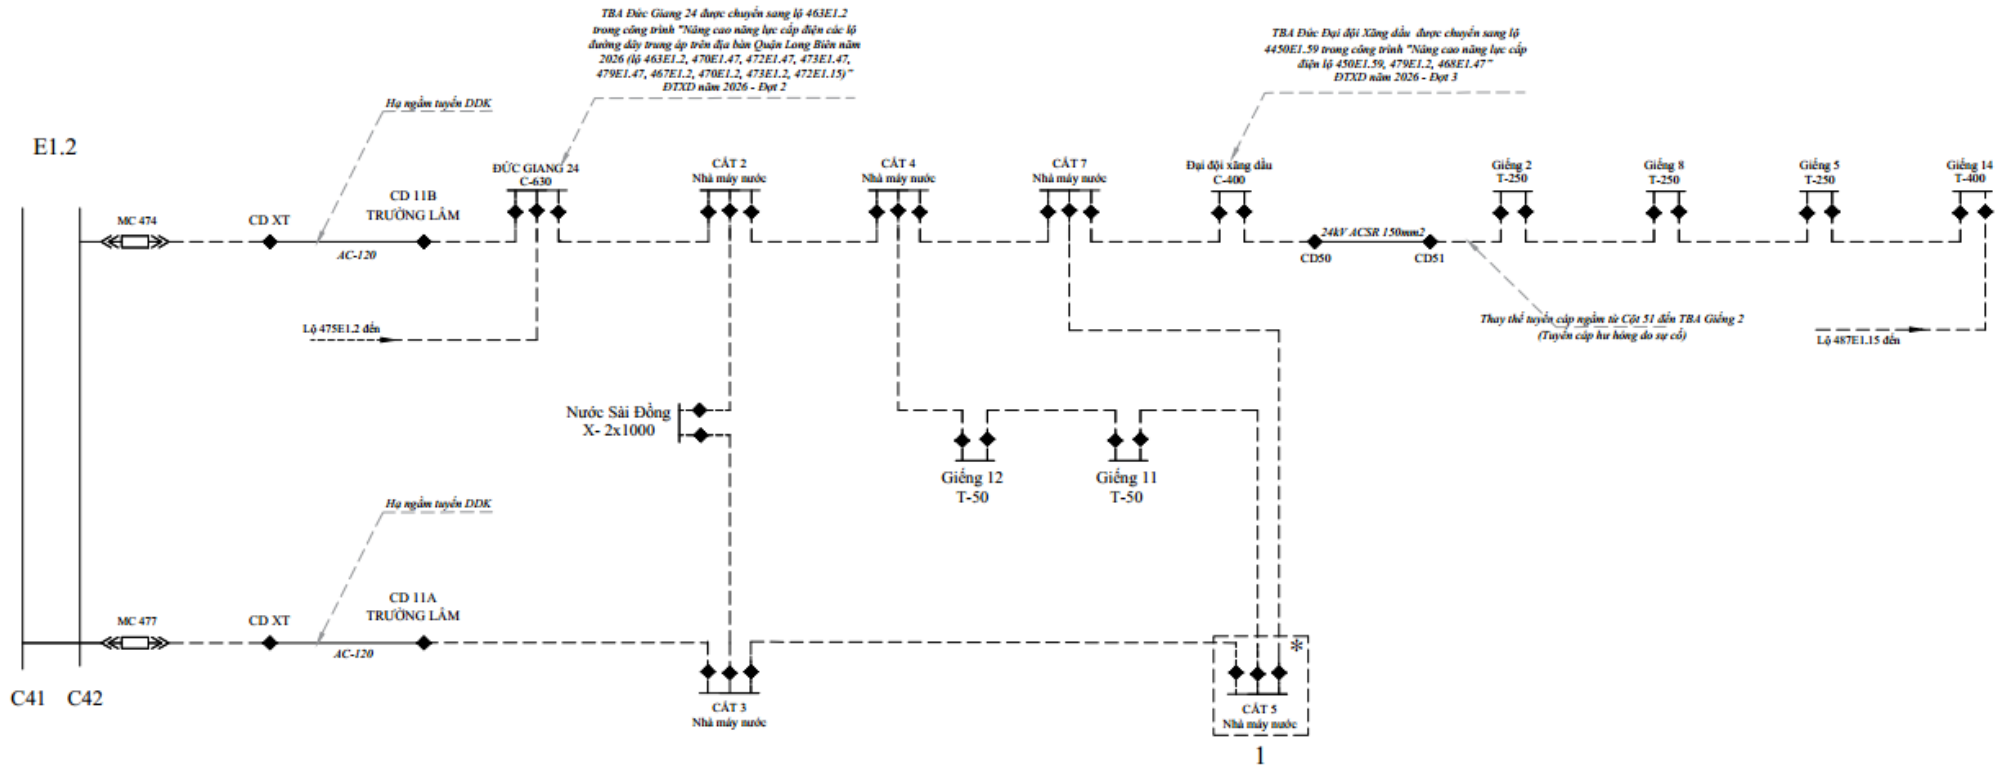 TBA Đức Giang 24 được chuyển sang lộ 463E1.2
trong công trình "Nâng cao năng lực cấp điện các lộ
đường dây trung áp trên địa bàn Quận Long Biên năm
2026 (lộ 463E1.2, 470E1.47, 472E1.47, 473E1.47,
479E1.47, 467E1.2, 470E1.2, 473E1.2, 472E1.15)"
ĐTXD năm 2026 - Đợt 2
TBA Đức Đại đội Xăng dầu được chuyển sang lộ
4450E1.59 trong công trình "Nâng cao năng lực cấp
điện lộ 450E1.59, 479E1.2, 468E1.47"
ĐTXD năm 2026 - Đợt 3
Hạ ngầm tuyến DDK
E1.2
MC 474
CD XT
AC-120
CD 11B
TRƯỜNG LÂM
ĐỨC GIANG 24
C-630
CẮT 2
Nhà máy nước
CẮT 4
Nhà máy nước
CẮT 7
Nhà máy nước
Đại đội xăng dầu
C-400
24kV ACSR 150mm2
CD50
CD51
Giếng 2
T-250
Giếng 8
T-250
Giếng 5
T-250
Giếng 14
T-400
Lộ 475E1.2 đến
Thay thế tuyến cáp ngầm từ Cột 51 đến TBA Giếng 2
(Tuyến cáp hư hỏng do sự cố)
Lộ 487E1.15 đến
Nước Sài Đồng
X- 2x1000
Giếng 12
T-50
Giếng 11
T-50
Hạ ngầm tuyến DDK
MC 477
CD XT
AC-120
CD 11A
TRƯỜNG LÂM
CẮT 3
Nhà máy nước
*
CẮT 5
Nhà máy nước
1
C41
C42